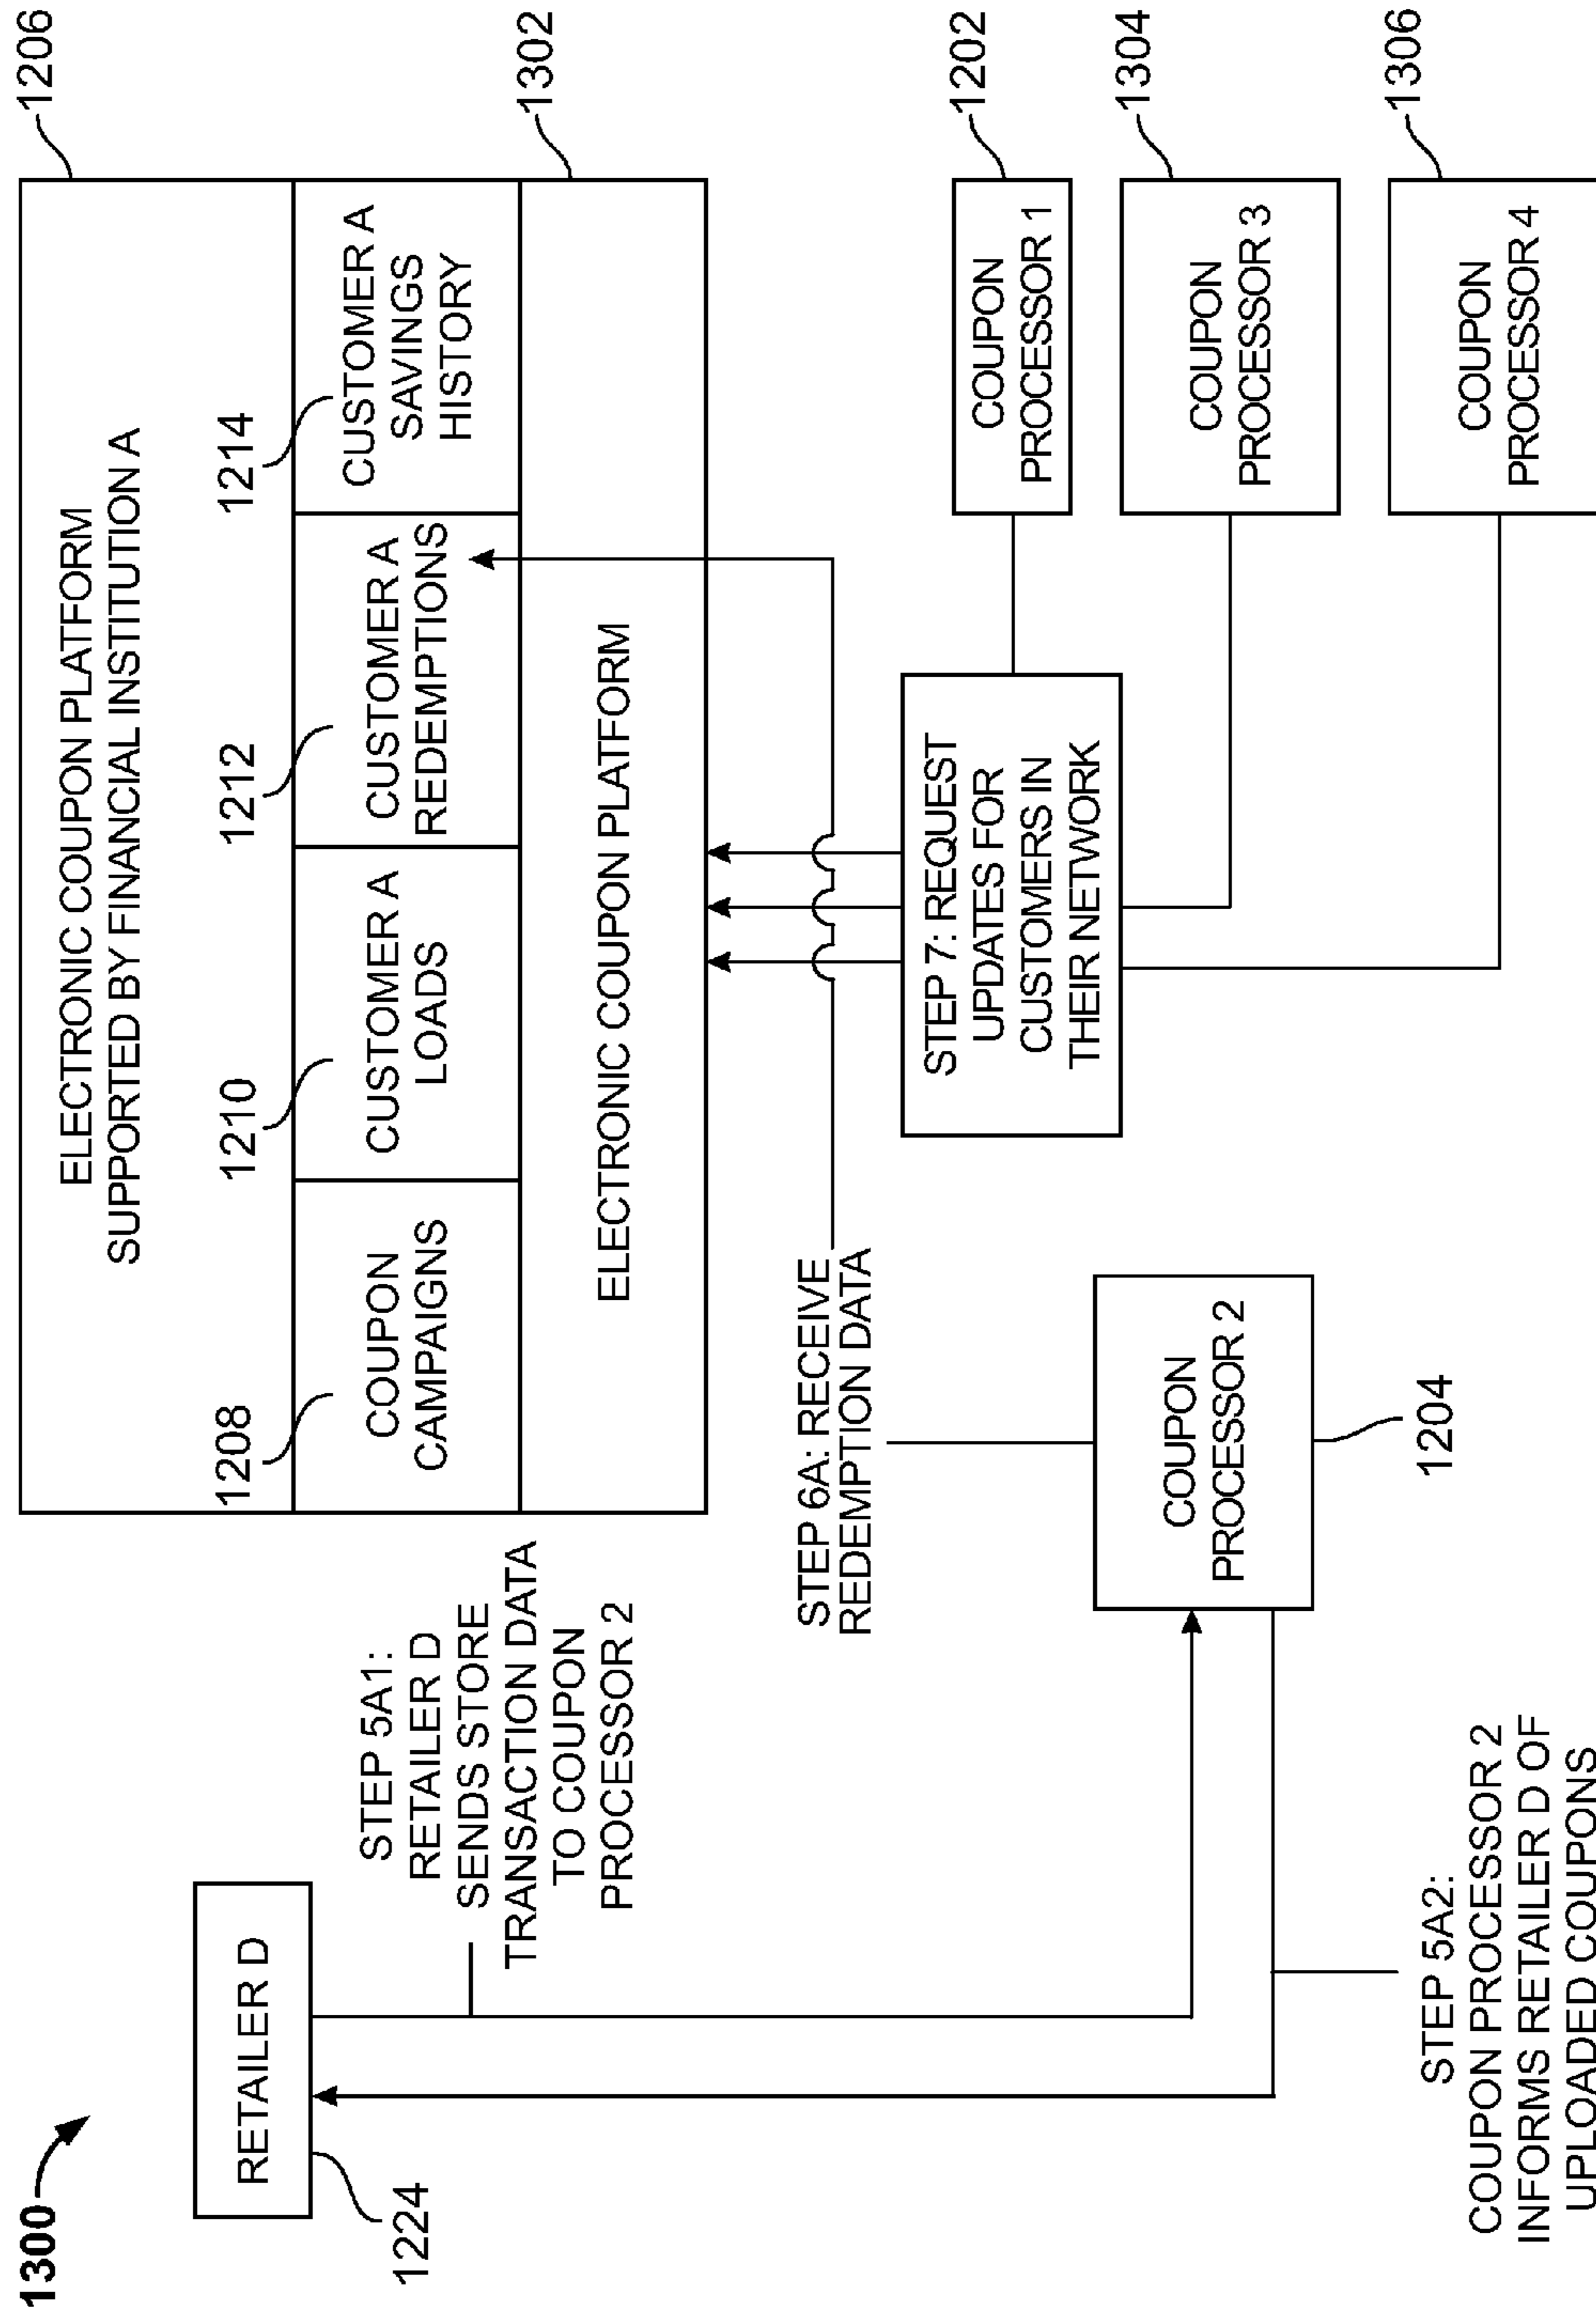 1300
RETAILER D
1224
STEP 5A1:
RETAILER D
SENDS STORE
TRANSACTION DATA
TO COUPON
PROCESSOR 2
ELECTRONIC COUPON PLATFORM
SUPPORTED BY FINANCIAL INSTITUTION A
1206
1208
COUPON
CAMPAIGNS
1210
CUSTOMER A
LOADS
1212
CUSTOMER A
REDEMPTIONS
1214
CUSTOMER A
SAVINGS
HISTORY
ELECTRONIC COUPON PLATFORM
1302
STEP 6A: RECEIVE
REDEMPTION DATA
STEP 7: REQUEST
UPDATES FOR
CUSTOMERS IN
THEIR NETWORK
COUPON
PROCESSOR 1
1202
COUPON
PROCESSOR 3
1304
COUPON
PROCESSOR 4
1306
COUPON
PROCESSOR 2
1204
STEP 5A2:
COUPON PROCESSOR 2
INFORMS RETAILER D OF
UPLOADED COUPONS